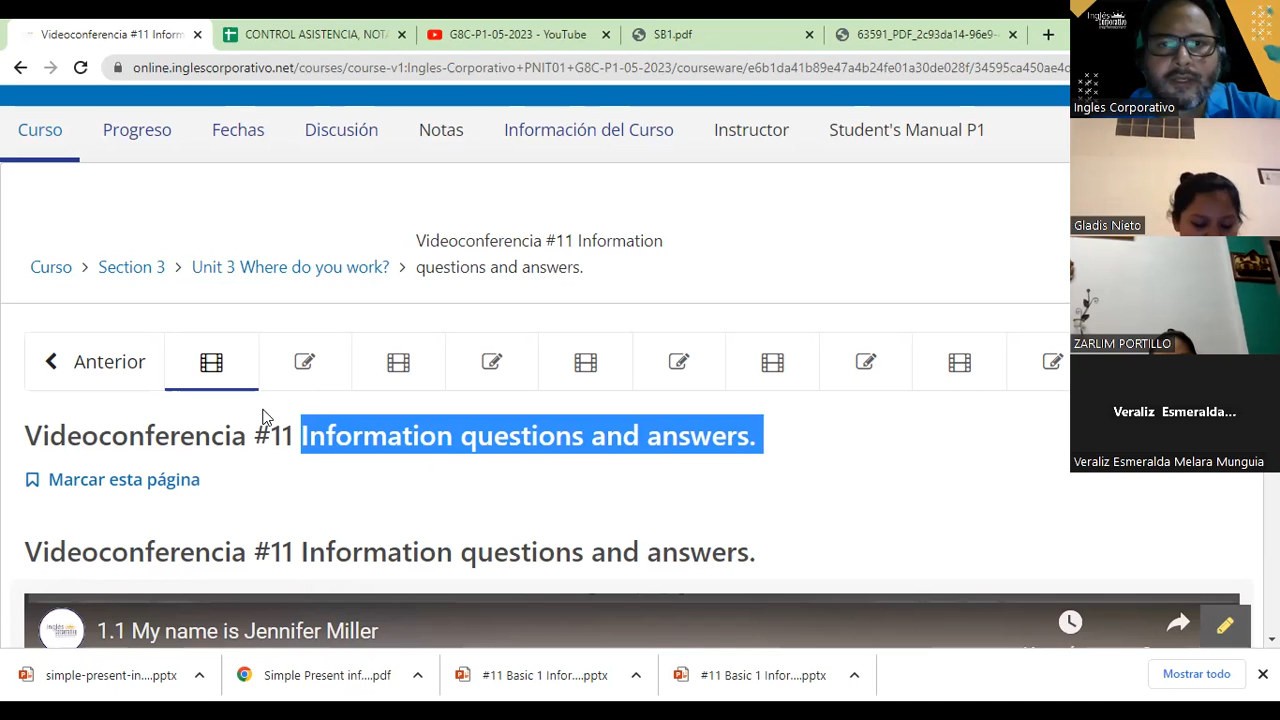 Videoconferencia #11 Inform
CONTROL ASISTENCIA, NOTA
G8C-P1-05-2023 - YouTube
SB1.pdf
63591_PDF_2c93da14-96e9-
online.inglescorporativo.net/courses/course-v1:Ingles-Corporativo+PNIT01+G8C-P1-05-2023/courseware/e6b1da41b89e47a4b24fe01a30de028f/34595ca450ae4d
Curso
Progreso
Fechas
Discusión
Notas
Información del Curso
Instructor
Student's Manual P1
Curso > Section 3 > Unit 3 Where do you work? >
Videoconferencia #11 Information
questions and answers.
Anterior
Videoconferencia #11 Information questions and answers.
Marcar esta página
Videoconferencia #11 Information questions and answers.
1.1 My name is Jennifer Miller
simple-present-in....pptx
Simple Present inf....pdf
#11 Basic 1 Infor....pptx
#11 Basic 1 Infor....pptx
Mostrar todo
Inglés
Ingles Corporativo
Gladis Nieto
ZARLIM PORTILLO
Veraliz Esmeralda...
Veraliz Esmeralda Melara Munguia